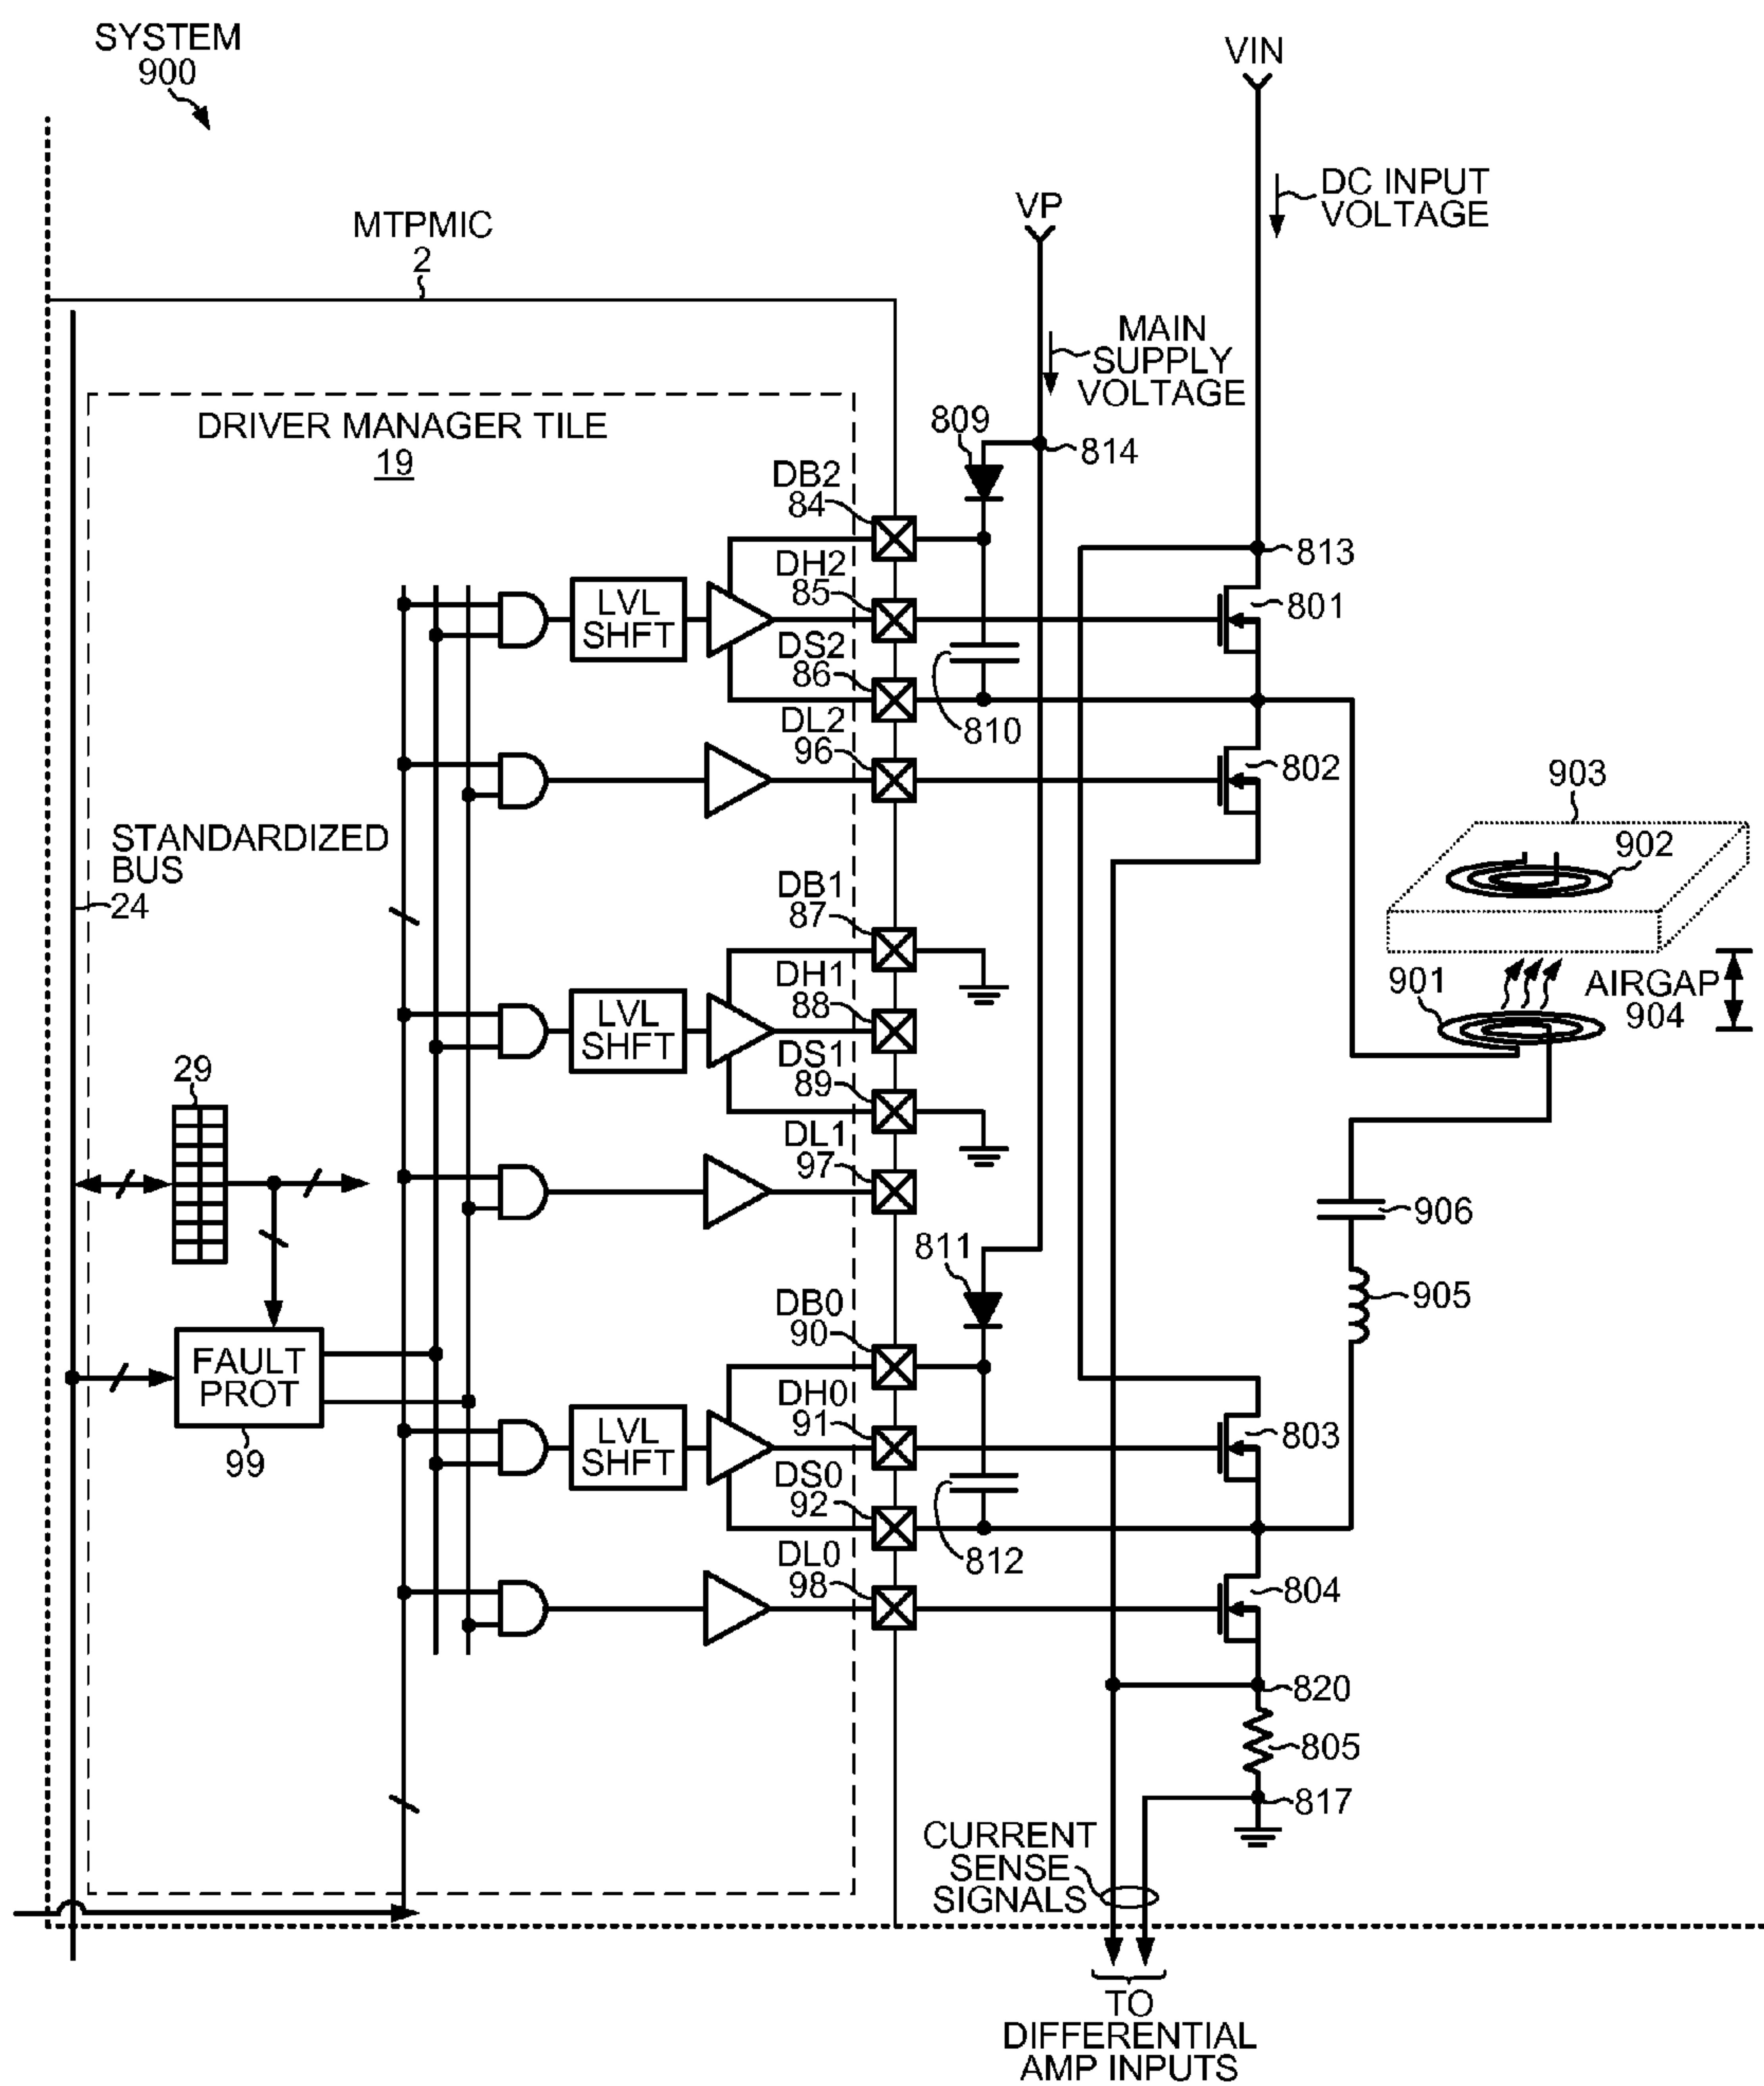 SYSTEM
900
VIN
DC INPUT
VOLTAGE
VP
MTPMIC
2
MAIN
SUPPLY
VOLTAGE
DRIVER MANAGER TILE
19
809
814
DB2
84
813
DH2
85
LVL
SHFT
801
DS2
86
810
DL2
96
802
903
902
STANDARDIZED
BUS
24
DB1
87
DH1
88
LVL
SHFT
901
AIRGAP
904
DS1
89
29
DL1
97
906
811
905
DB0
90
FAULT
PROT
99
DH0
91
LVL
SHFT
803
DS0
92
812
DL0
98
804
820
805
817
CURRENT
SENSE
SIGNALS
TO
DIFFERENTIAL
AMP INPUTS